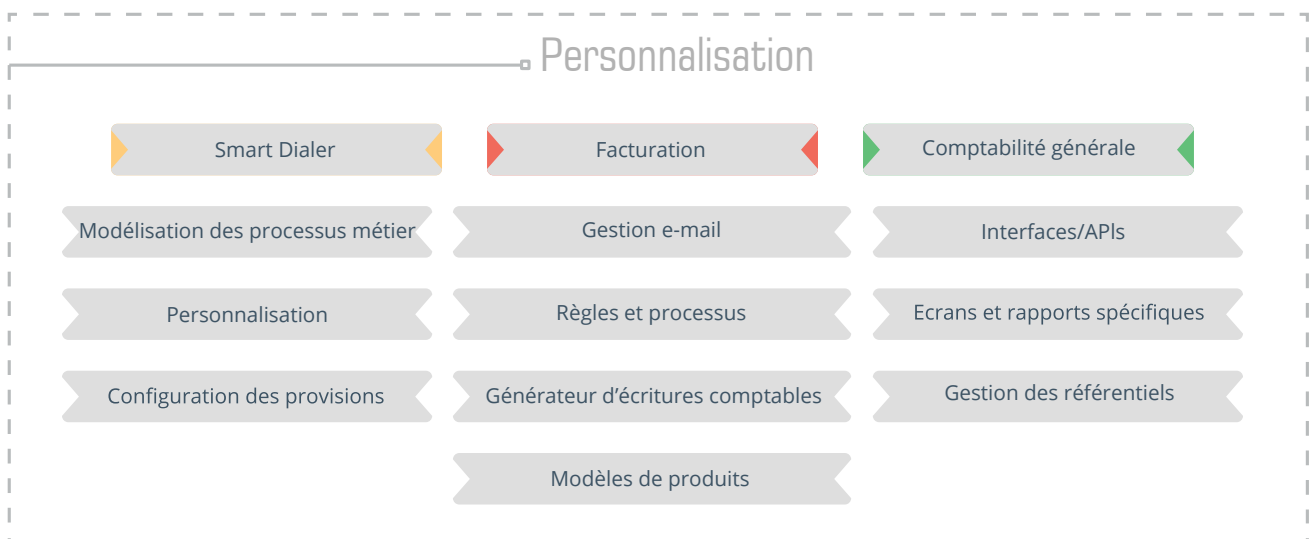 Personnalisation
Smart Dialer
Facturation
Comptabilité générale
Modélisation des processus métier
Gestion e-mail
Interfaces/APIs
Personnalisation
Règles et processus
Ecrans et rapports spécifiques
Configuration des provisions
Générateur d’écritures comptables
Gestion des référentiels
Modèles de produits